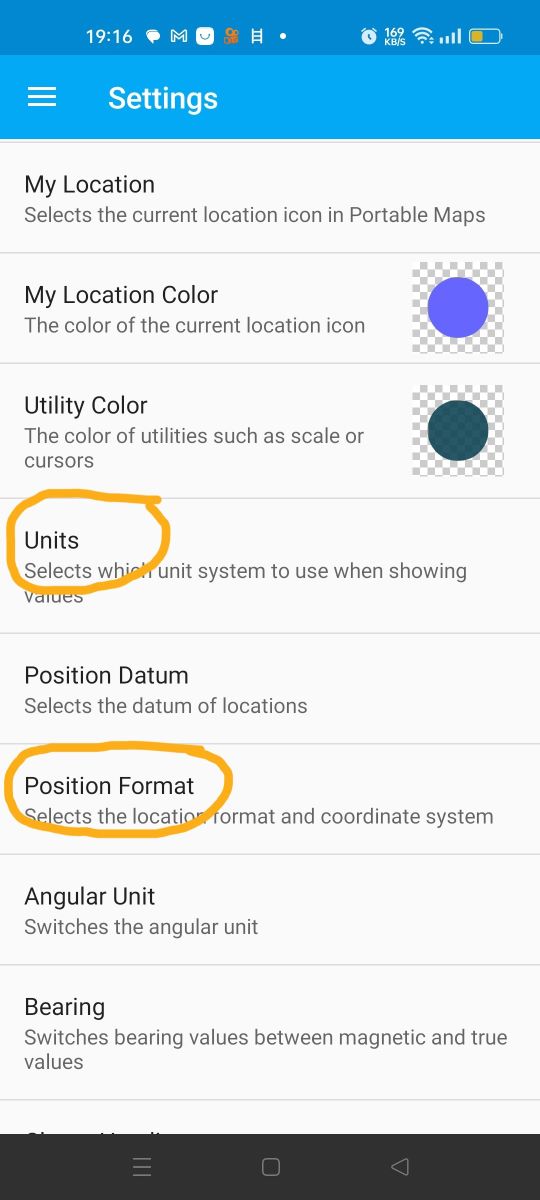 19:16 169 KB/S
Settings
My Location
Selects the current location icon in Portable Maps
My Location Color
The color of the current location icon
Utility Color
The color of utilities such as scale or
cursors
Units
Selects which unit system to use when showing
values
Position Datum
Selects the datum of locations
Position Format
Selects the location format and coordinate system
Angular Unit
Switches the angular unit
Bearing
Switches bearing values between magnetic and true
values